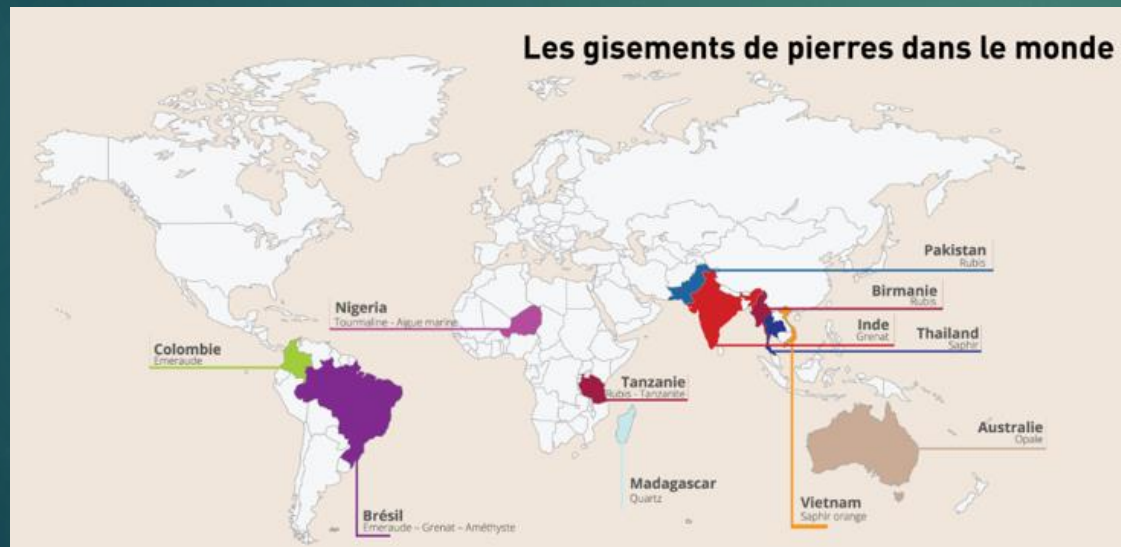 Les gisements de pierres dans le monde
Pakistan
Rubis
Birmanie
Rubis
Nigeria
Tourmaline - Aigue marine
Inde
Grenat
Thailand
Saphir
Colombie
Emeraude
Tanzanie
Rubis - Tanzanite
Australie
Opale
Madagascar
Quartz
Vietnam
Saphir orange
Brésil
Emeraude – Grenat – Améthyste